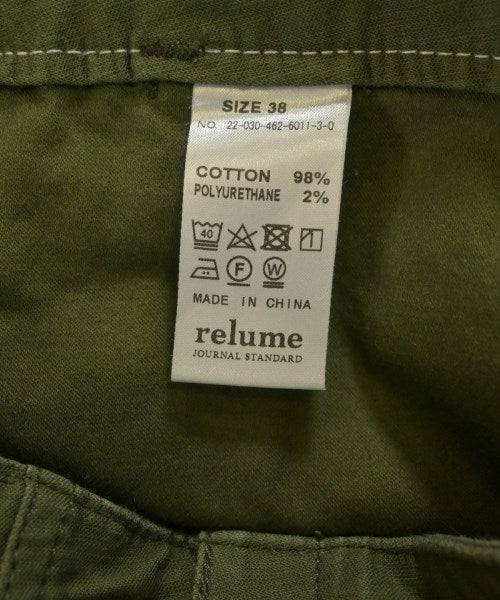 SIZE 38
NO 22-030-462-6011-3-0
COTTON 98%
POLYURETHANE 2%
40
F W
MADE IN CHINA
relume
JOURNAL STANDARD